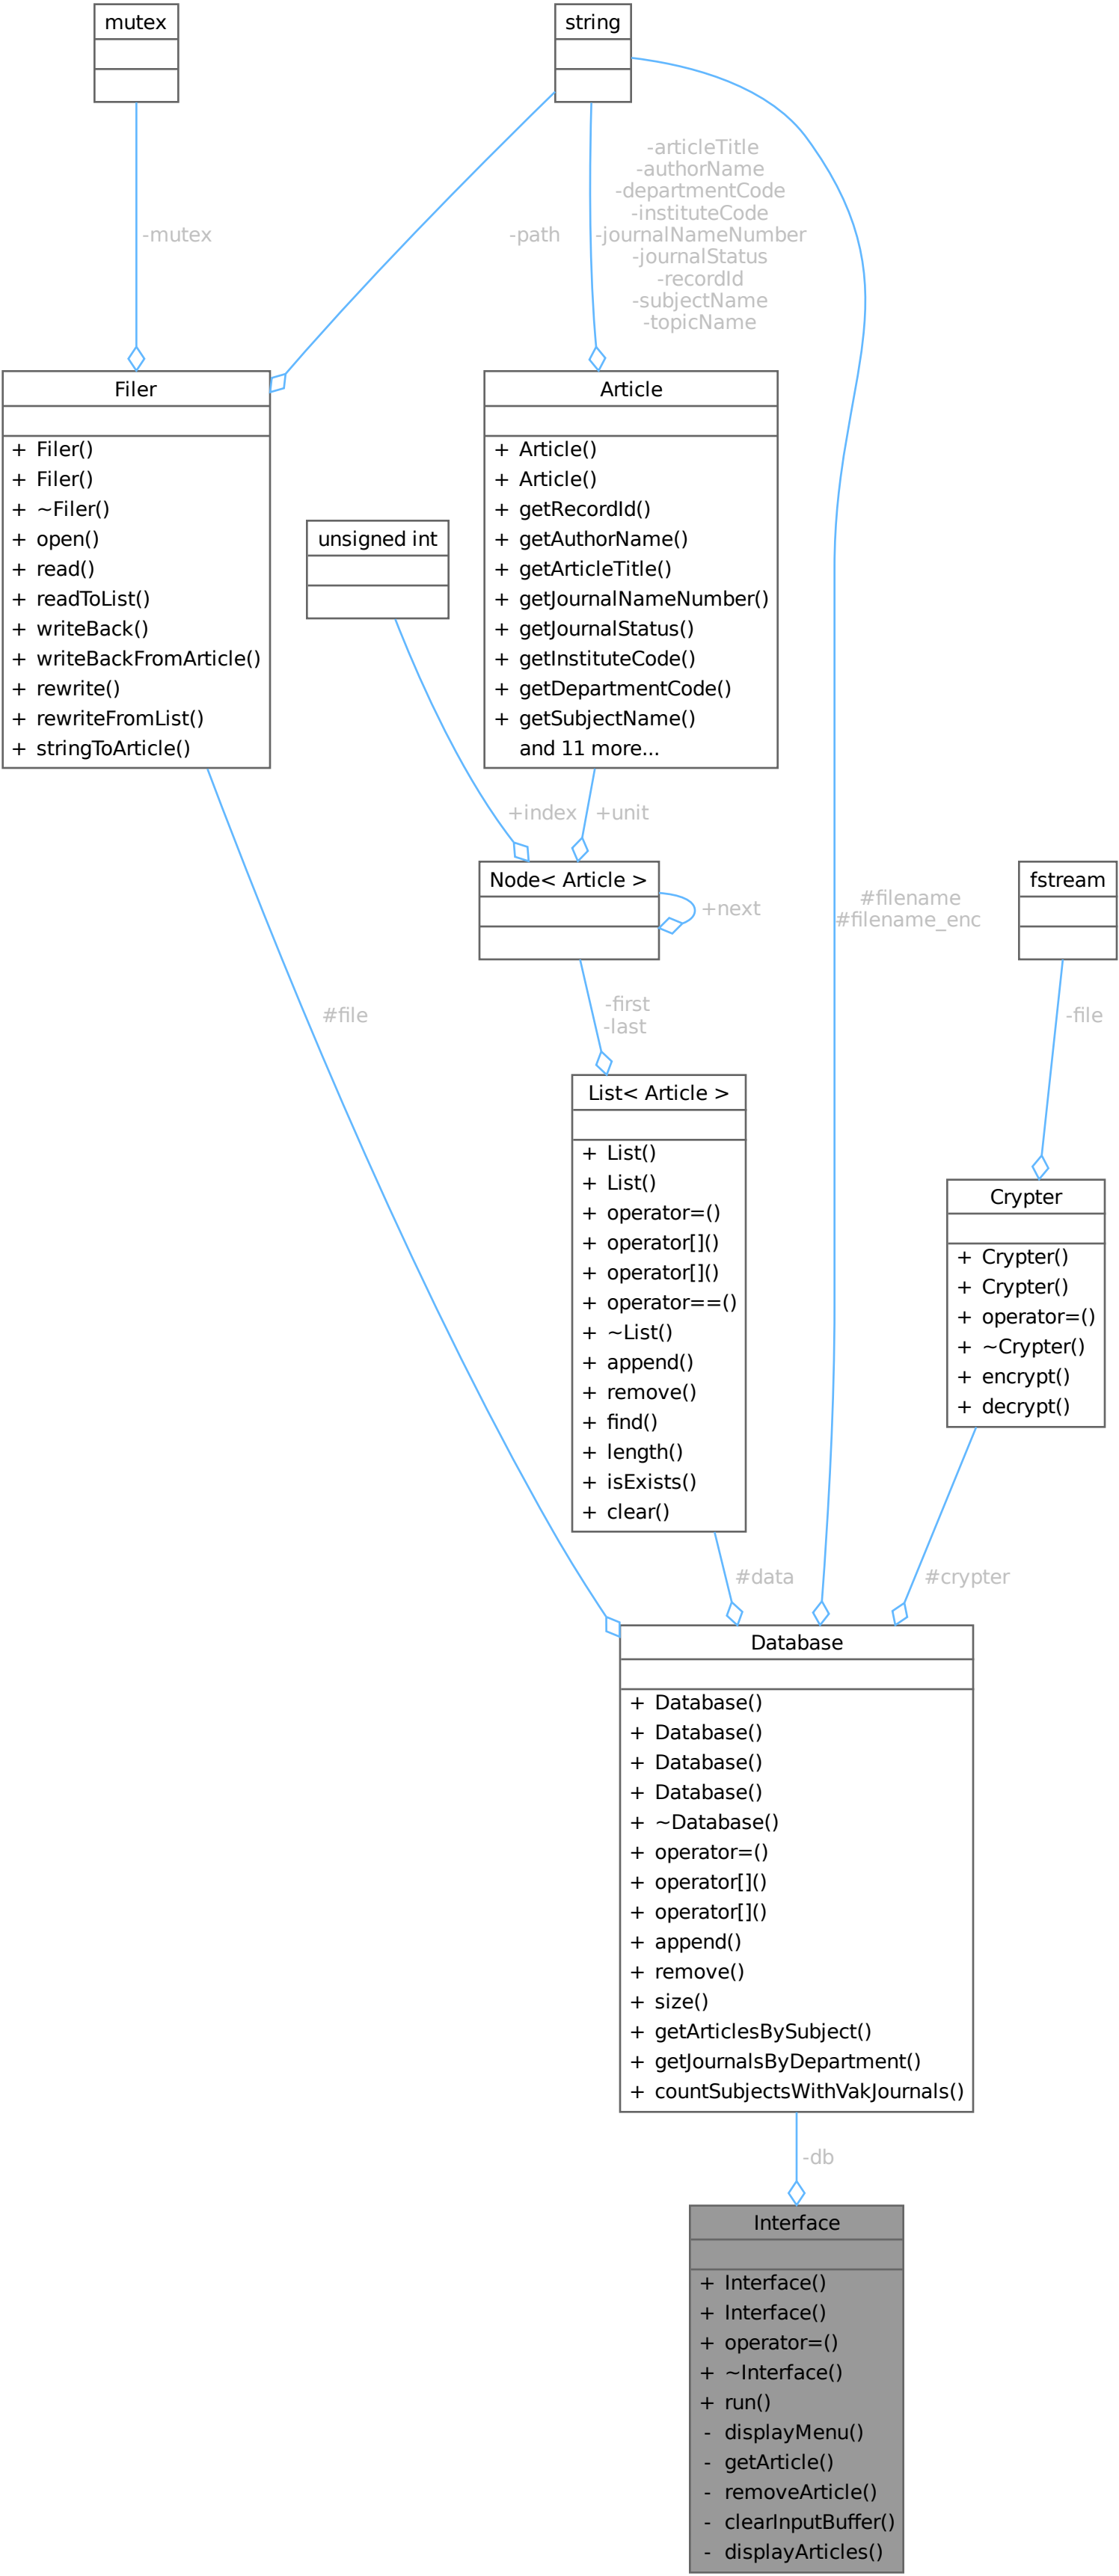 mutex
string
-articleTitle
-authorName
-departmentCode
-instituteCode
-journalNameNumber
-journalStatus
-recordId
-subjectName
-topicName
-mutex
-path
Filer
+ Filer()
+ Filer()
+ ~Filer()
+ open()
+ read()
+ readToList()
+ writeBack()
+ writeBackFromArticle()
+ rewrite()
+ rewriteFromList()
+ stringToArticle()
Article
+ Article()
+ Article()
+ getRecordId()
+ getAuthorName()
+ getArticleTitle()
+ getJournalNameNumber()
+ getJournalStatus()
+ getInstituteCode()
+ getDepartmentCode()
+ getSubjectName()
and 11 more...
unsigned int
+index
+unit
Node< Article >
+next
#filename
#filename_enc
fstream
#file
-first
-last
-file
List< Article >
+ List()
+ List()
+ operator=()
+ operator[]()
+ operator[]()
+ operator==()
+ ~List()
+ append()
+ remove()
+ find()
+ length()
+ isExists()
+ clear()
Crypter
+ Crypter()
+ Crypter()
+ operator=()
+ ~Crypter()
+ encrypt()
+ decrypt()
#data
#crypter
Database
+ Database()
+ Database()
+ Database()
+ Database()
+ ~Database()
+ operator=()
+ operator[]()
+ operator[]()
+ append()
+ remove()
+ size()
+ getArticlesBySubject()
+ getJournalsByDepartment()
+ countSubjectsWithVakJournals()
-db
Interface
+ Interface()
+ Interface()
+ operator=()
+ ~Interface()
+ run()
- displayMenu()
- getArticle()
- removeArticle()
- clearInputBuffer()
- displayArticles()